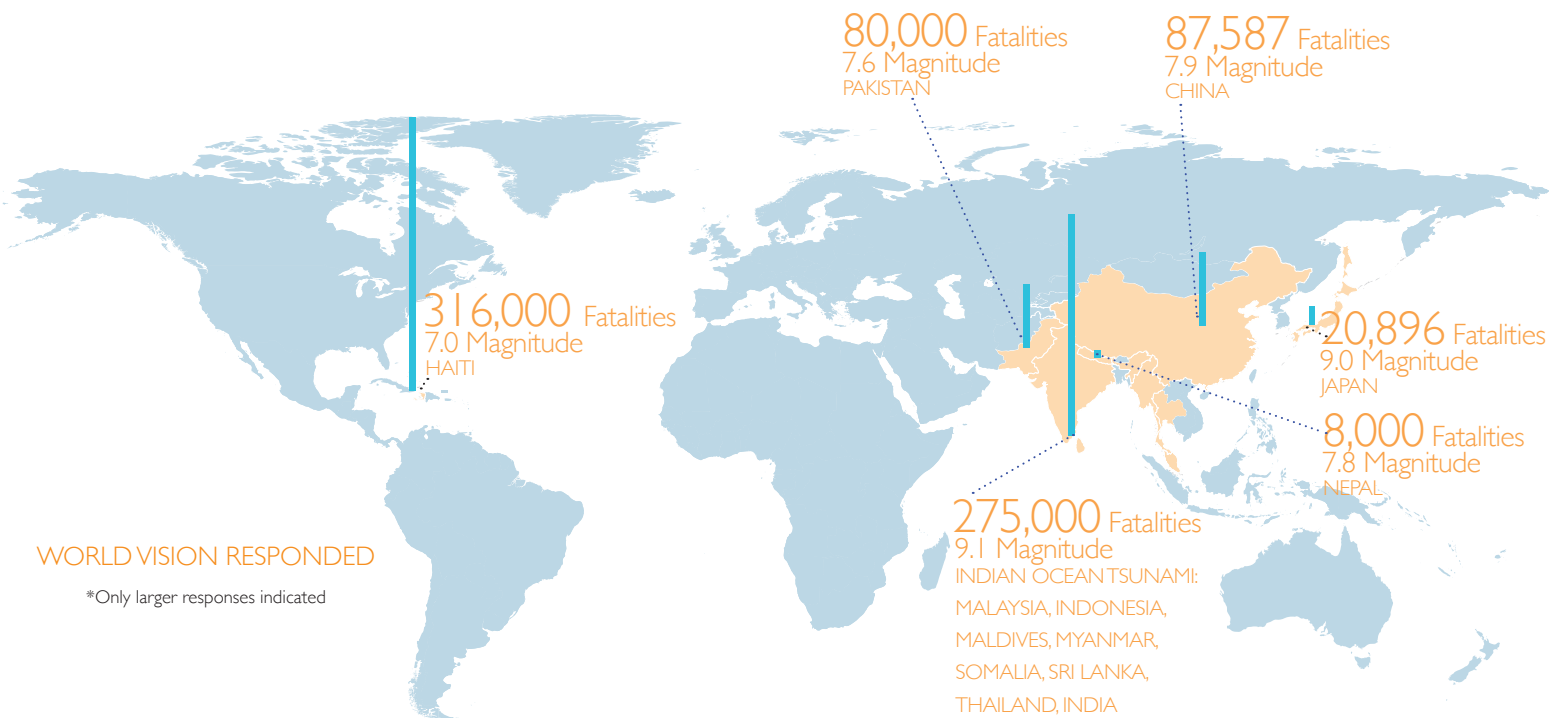 80,000 Fatalities
7.6 Magnitude
PAKISTAN
87,587 Fatalities
7.9 Magnitude
CHINA
316,000 Fatalities
7.0 Magnitude
HAITI
20,896 Fatalities
9.0 Magnitude
JAPAN
8,000 Fatalities
7.8 Magnitude
NEPAL
275,000 Fatalities
9.1 Magnitude
INDIAN OCEAN TSUNAMI:
MALAYSIA, INDONESIA,
MALDIVES, MYANMAR,
SOMALIA, SRI LANKA,
THAILAND, INDIA
WORLD VISION RESPONDED
*Only larger responses indicated